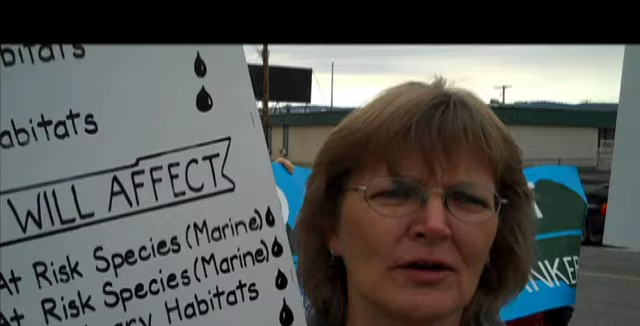 abitats
WILL AFFECT
At Risk Species (Marine)
At Risk Species (Marine)
Habitats
NKER